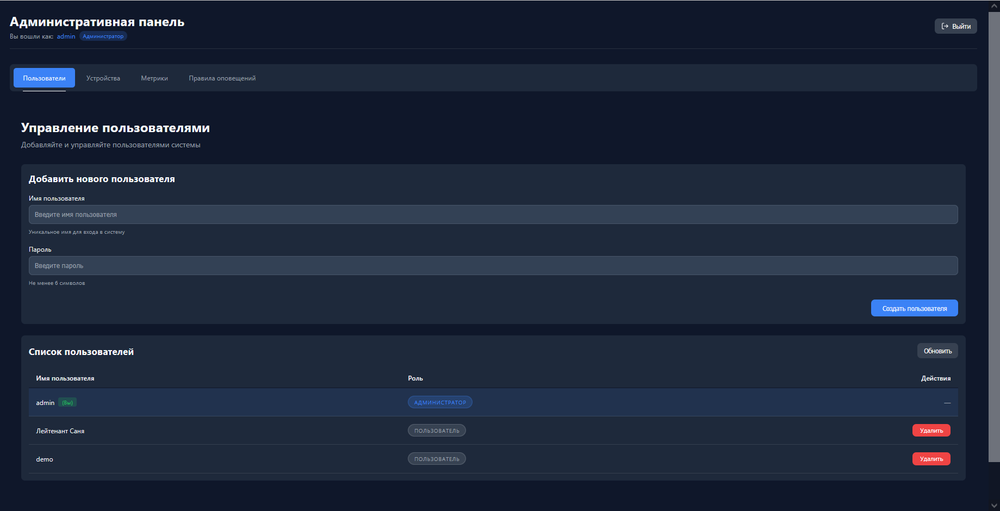 Административная панель
Вы вошли как: admin Администратор
Выйти
Пользователи Устройства Метрики Правила оповещений
Управление пользователями
Добавляйте и управляйте пользователями системы
Добавить нового пользователя
Имя пользователя
Введите имя пользователя
Уникальное имя для входа в систему
Пароль
Введите пароль
Не менее 6 символов
Создать пользователя
Список пользователей Обновить
Имя пользователя Роль Действия
admin (Вы) АДМИНИСТРАТОР —
Лейтенант Саня ПОЛЬЗОВАТЕЛЬ Удалить
demo ПОЛЬЗОВАТЕЛЬ Удалить